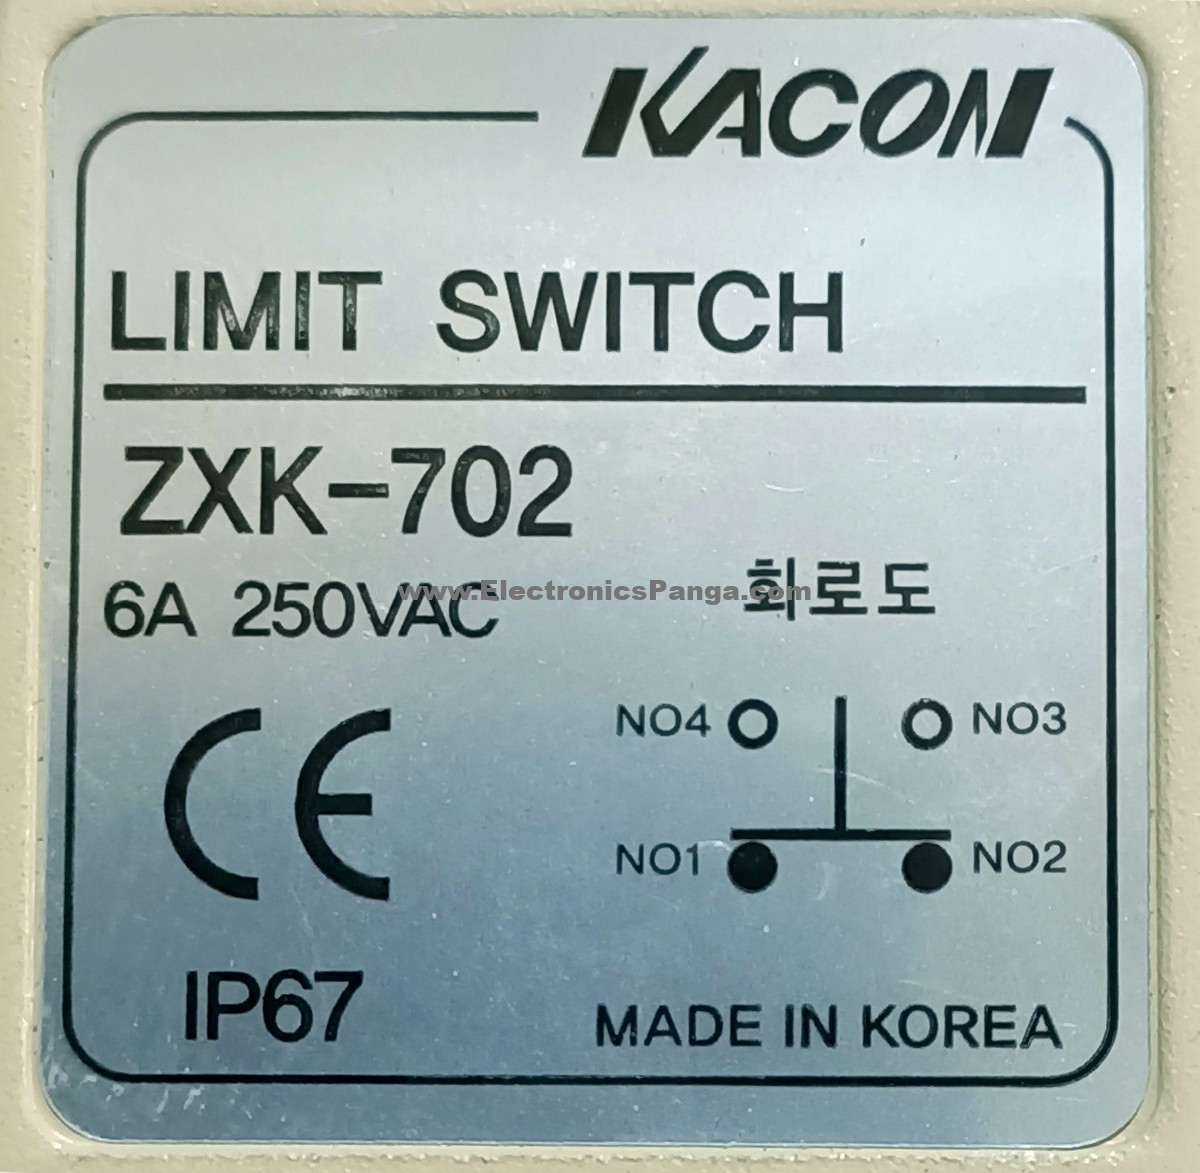 KACON
LIMIT SWITCH
ZXK-702
6A 250VAC
www.ElectronicsPanga.com
회로도
NO4 NO3
NO1 NO2
CE
IP67
MADE IN KOREA